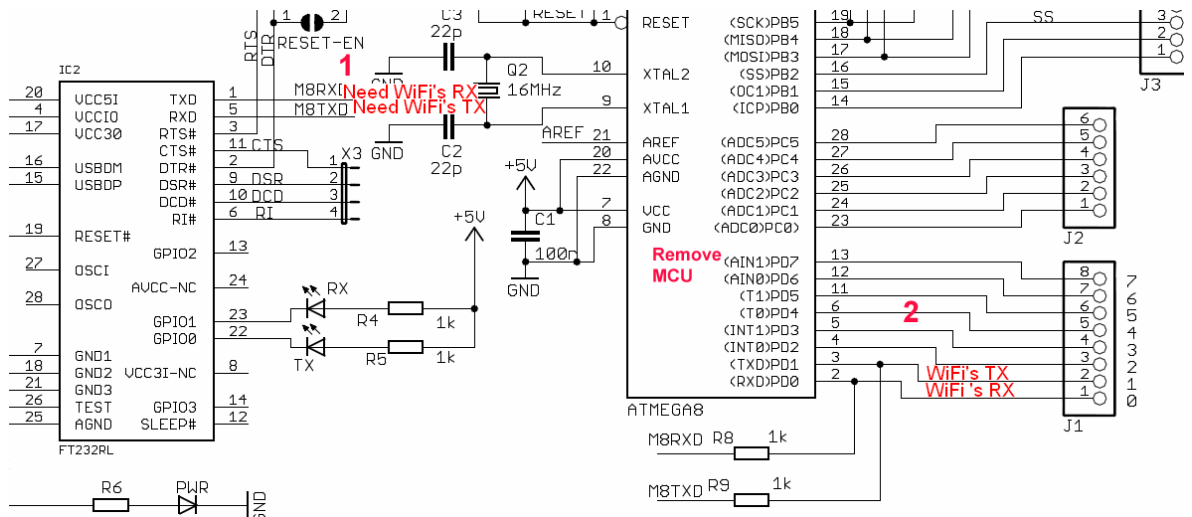 1 2
RESET-EN
RTS
DTR
C3
22p
RESET
1
IC2
FT232RL
20 VCC5I
4 VCCIO
17 VCC3O
16 USBDM
15 USBDP
19 RESET#
27 OSCI
28 OSCO
7 GND1
18 GND2
21 GND3
26 TEST
25 AGND
TXD 1 M8RXD
RXD 5 M8TXD
RTS# 3
CTS# 11 CTS
DTR# 2
DSR# 9 DSR
DCD# 10 DCD
RI# 6 RI
GPIO2 13
AVCC-NC 24
GPIO1 23
GPIO0 22
VCC3I-NC 8
GPIO3 14
SLEEP# 12
X3
1
2
3
4
1
Need WiFi's RX
Need WiFi's TX
GND
GND
C2
22p
Q2
16MHz
+5V
RX
R4 1k
TX
R5 1k
R6 PWR
GND
+5V
C1
100n
GND
AREF
RESET
10 XTAL2
9 XTAL1
21 AREF
20 AVCC
22 AGND
7 VCC
8 GND
Remove
MCU
ATMEGA8
(SCK)PB5 19
(MISO)PB4 18
(MOSI)PB3 17
(SS)PB2 16
(OC1)PB1 15
(ICP)PB0 14
(ADC5)PC5 28
(ADC4)PC4 27
(ADC3)PC3 26
(ADC2)PC2 25
(ADC1)PC1 24
(ADC0)PC0 23
(AIN1)PD7 13
(AIN0)PD6 12
(T1)PD5 11
(T0)PD4 6
(INT1)PD3 5
(INT0)PD2 4
(TXD)PD1 3
(RXD)PD0 2
2
WiFi's TX
WiFi 's RX
SS
3
2
1
J3
6
5
4
3
2
1
J2
8 7
7 6
6 5
5 4
4 3
3 2
2 1
1 0
J1
M8RXD R8 1k
M8TXD R9 1k